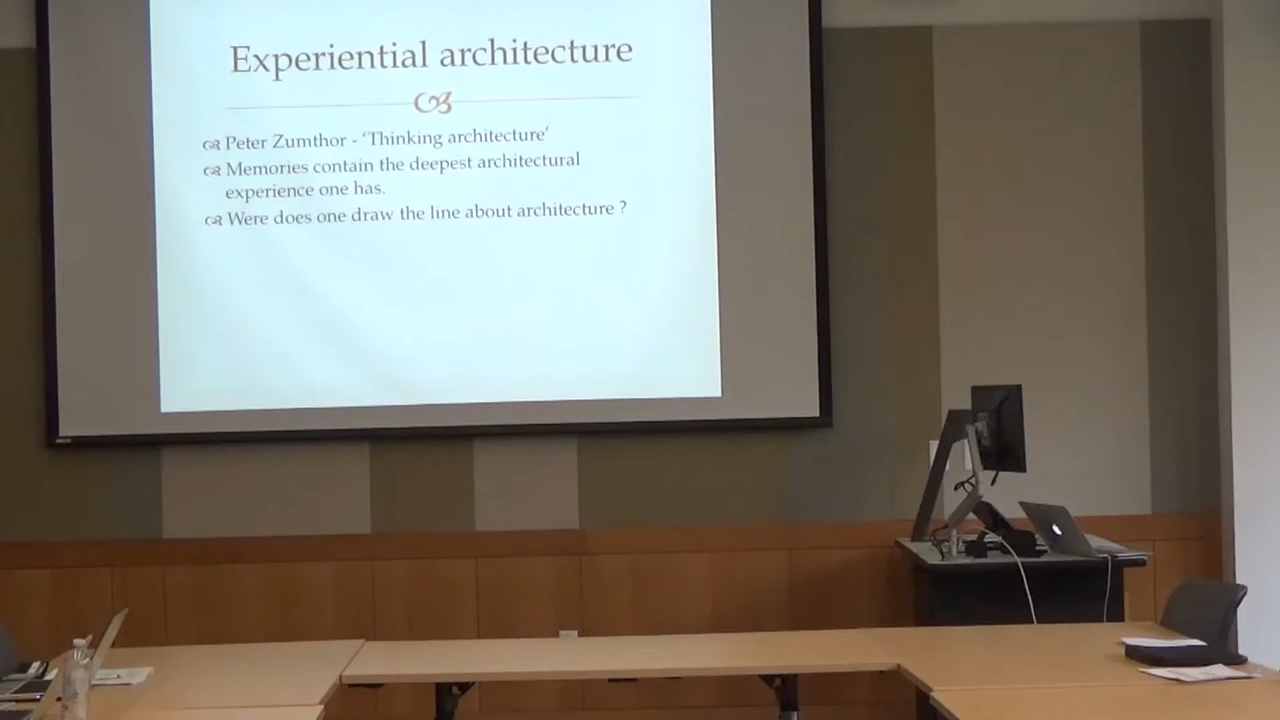 Experiential architecture
Peter Zumthor - ‘Thinking architecture’
Memories contain the deepest architectural
experience one has.
Were does one draw the line about architecture ?